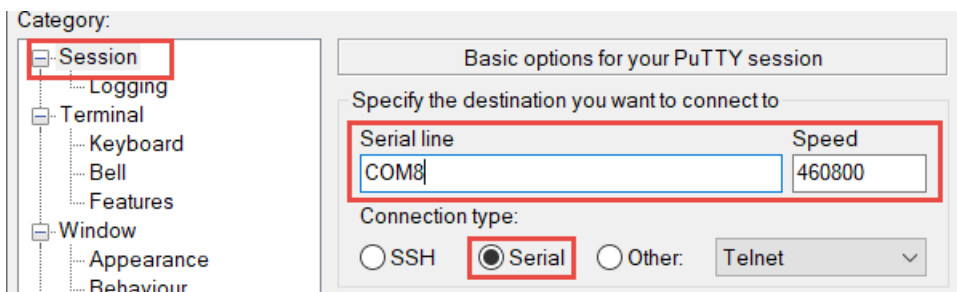 Category:
Session
Logging
Terminal
Keyboard
Bell
Features
Window
Appearance
Behaviour
Basic options for your PuTTY session
Specify the destination you want to connect to
Serial line Speed
COM8 460800
Connection type:
SSH Serial Other: Telnet